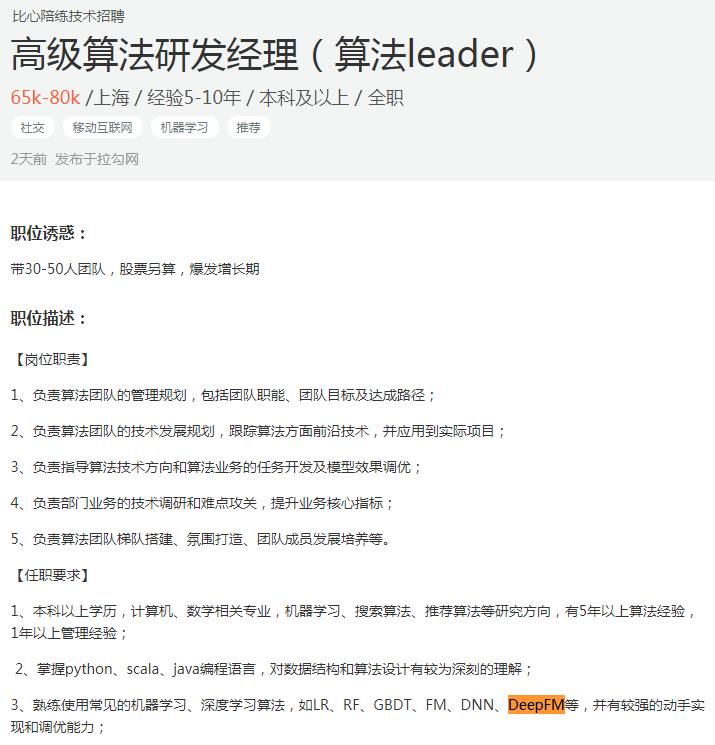 比心陪练技术招聘
高级算法研发经理（算法leader）
65k-80k /上海 / 经验5-10年 / 本科及以上 / 全职
社交 移动互联网 机器学习 推荐
2天前 发布于拉勾网
职位诱惑：
带30-50人团队，股票另算，爆发增长期
职位描述：
【岗位职责】
1、负责算法团队的管理规划，包括团队职能、团队目标及达成路径；
2、负责算法团队的技术发展规划，跟踪算法方面前沿技术，并应用到实际项目；
3、负责指导算法技术方向和算法业务的任务开发及模型效果调优；
4、负责部门业务的技术调研和难点攻关，提升业务核心指标；
5、负责算法团队梯队搭建、氛围打造、团队成员发展培养等。
【任职要求】
1、本科以上学历，计算机、数学相关专业，机器学习、搜索算法、推荐算法等研究方向，有5年以上算法经验，
1年以上管理经验；
2、掌握python、scala、java编程语言，对数据结构和算法设计有较为深刻的理解；
3、熟练使用常见的机器学习、深度学习算法，如LR、RF、GBDT、FM、DNN、DeepFM等，并有较强的动手实
现和调优能力；